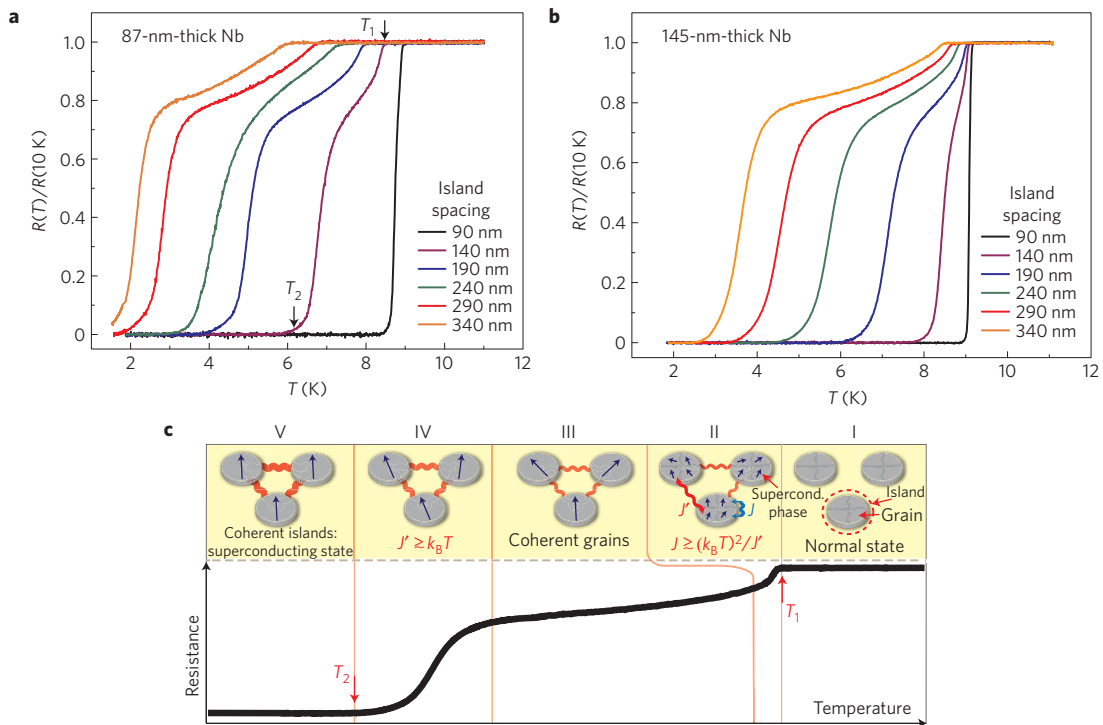 a
87-nm-thick Nb
T₁
1.0
0.8
0.6
0.4
0.2
0
R(T)/R(10 K)
T₂
Island
spacing
90 nm
140 nm
190 nm
240 nm
290 nm
340 nm
2
4
6
8
10
12
T (K)
b
145-nm-thick Nb
1.0
0.8
0.6
0.4
0.2
0
R(T)/R(10 K)
Island
spacing
90 nm
140 nm
190 nm
240 nm
290 nm
340 nm
2
4
6
8
10
12
T (K)
c
V
IV
III
II
I
Coherent islands:
superconducting state
J′ ≳ k_BT
Coherent grains
J′
J
Supercond.
phase
J ≥ (k_BT)²/J′
Island
Grain
Normal state
Resistance
T₂
T₁
Temperature